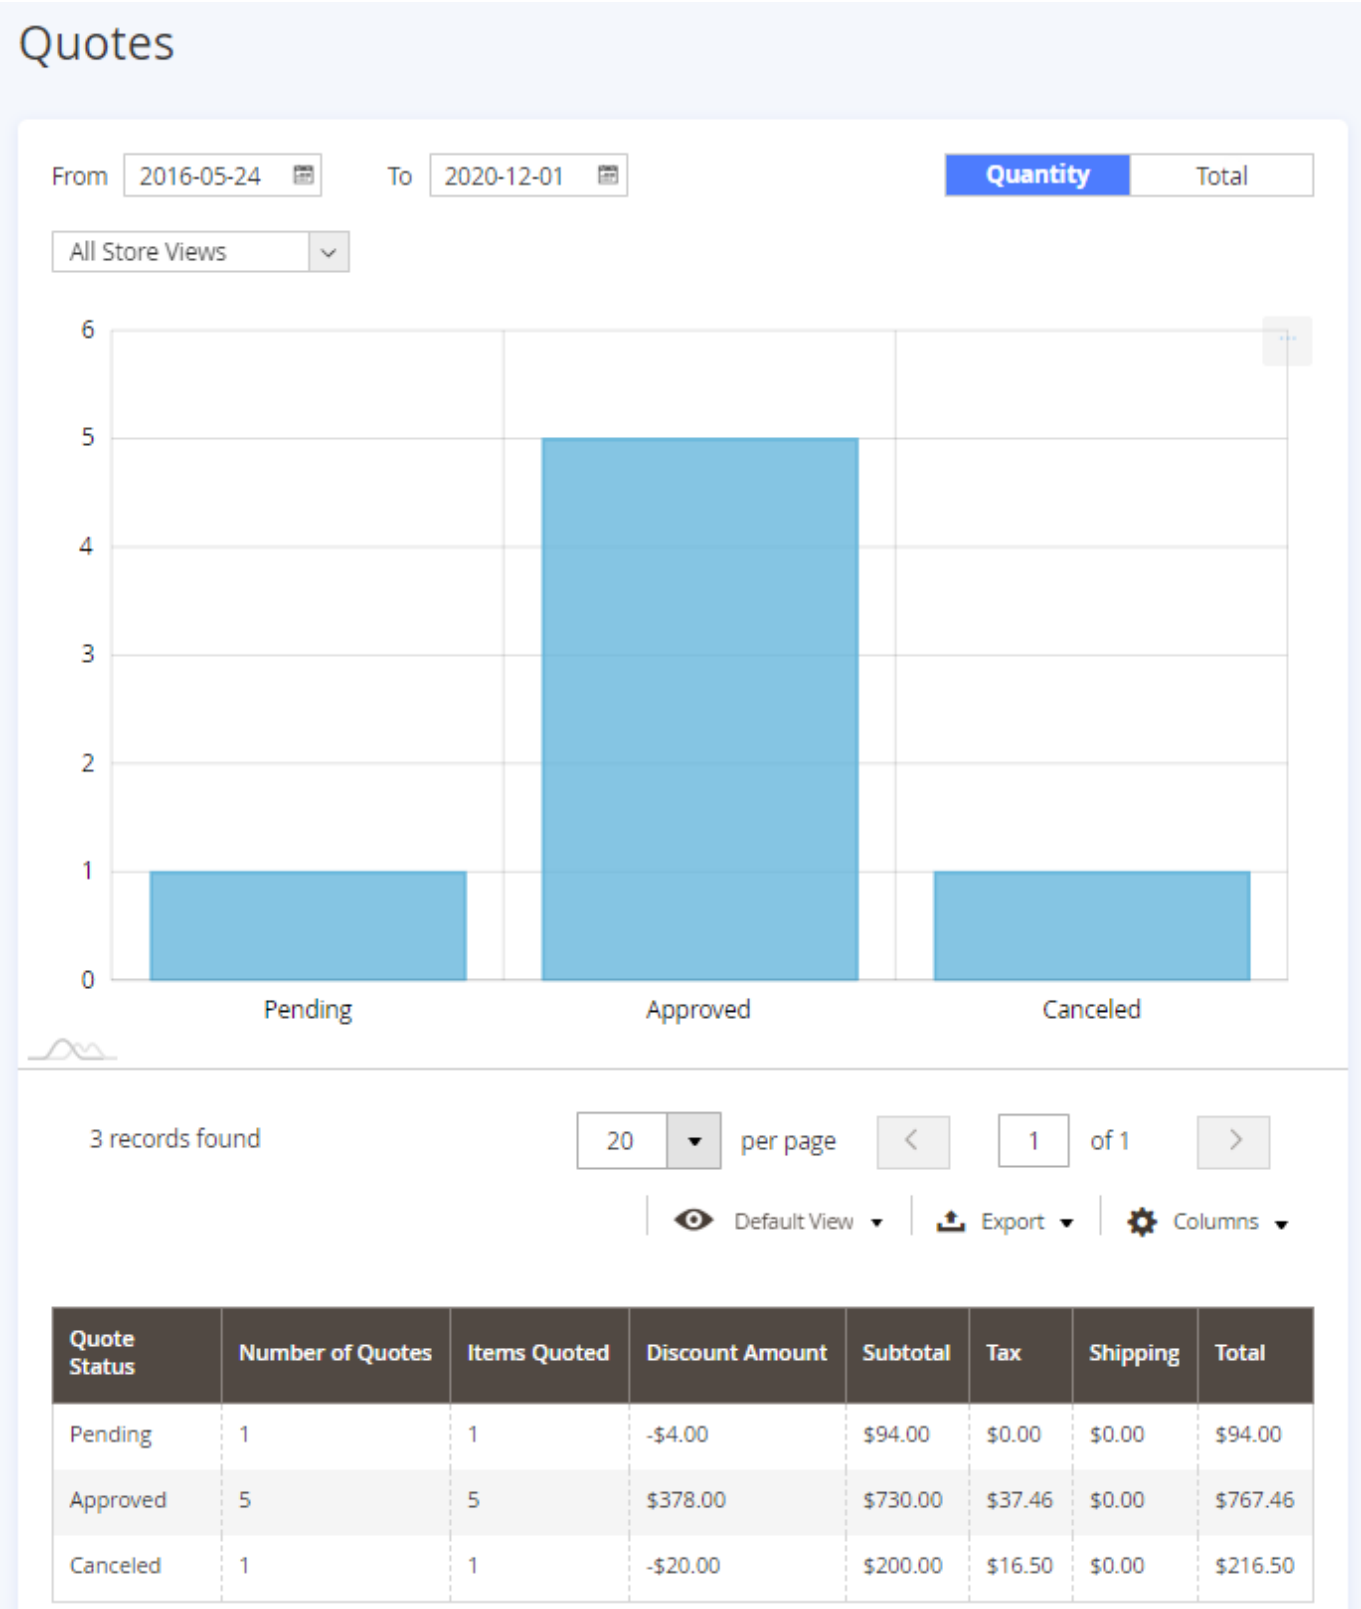 Quotes
From 2016-05-24 To 2020-12-01 Quantity Total
All Store Views
6
5
4
3
2
1
0
Pending Approved Canceled
3 records found 20 per page 1 of 1
Default View Export Columns
Quote Status Number of Quotes Items Quoted Discount Amount Subtotal Tax Shipping Total
Pending 1 1 -$4.00 $94.00 $0.00 $0.00 $94.00
Approved 5 5 $378.00 $730.00 $37.46 $0.00 $767.46
Canceled 1 1 -$20.00 $200.00 $16.50 $0.00 $216.50